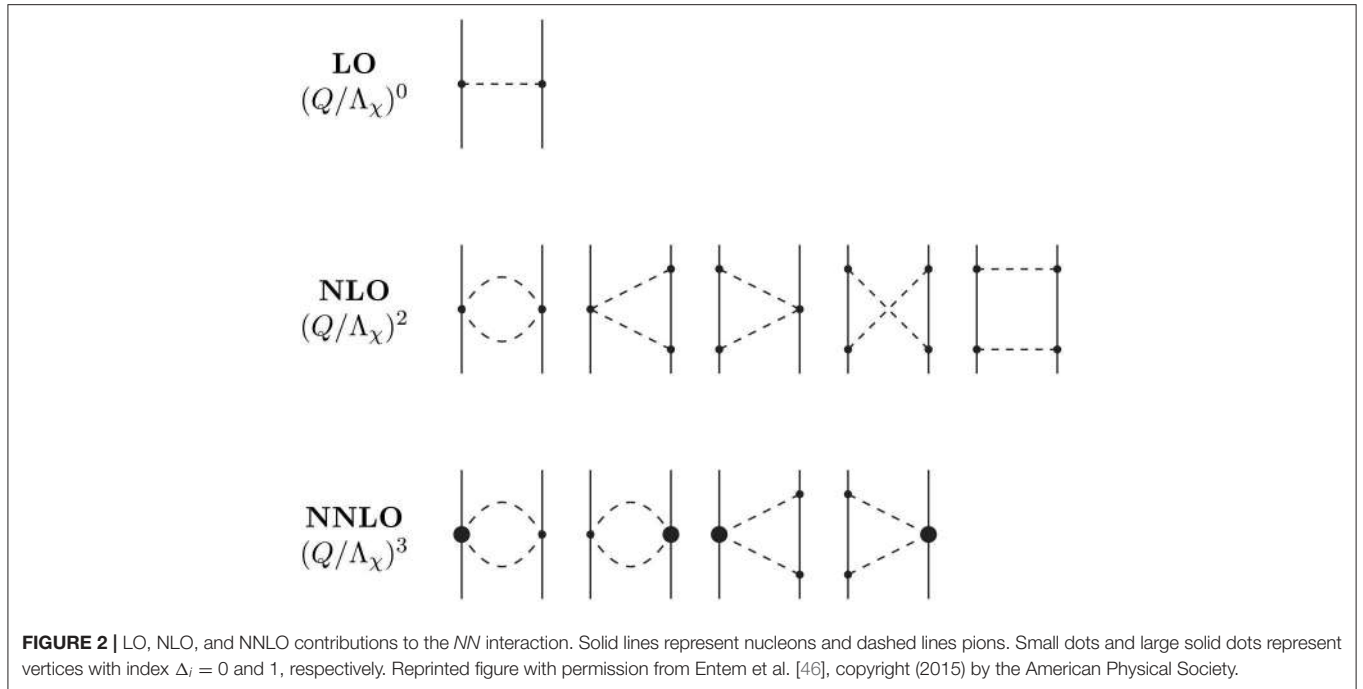 LO
(Q/Λχ)⁰
NLO
(Q/Λχ)²
NNLO
(Q/Λχ)³
FIGURE 2 | LO, NLO, and NNLO contributions to the NN interaction. Solid lines represent nucleons and dashed lines pions. Small dots and large solid dots represent
vertices with index Δi = 0 and 1, respectively. Reprinted figure with permission from Entem et al. [46], copyright (2015) by the American Physical Society.